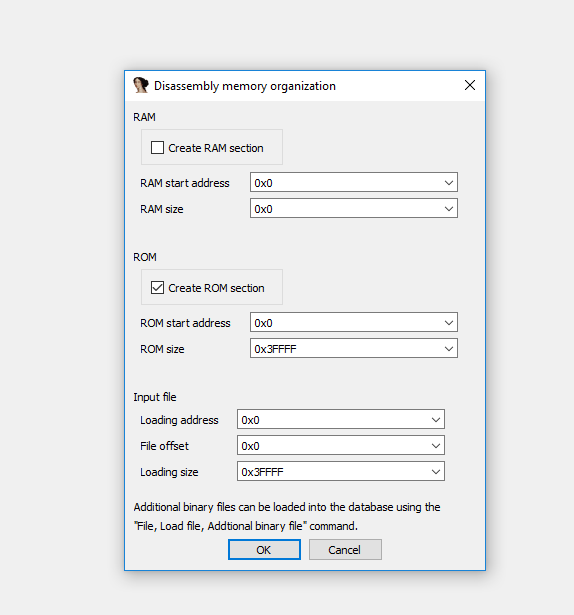 Disassembly memory organization
RAM
Create RAM section
RAM start address 0x0
RAM size 0x0
ROM
Create ROM section
ROM start address 0x0
ROM size 0x3FFFF
Input file
Loading address 0x0
File offset 0x0
Loading size 0x3FFFF
Additional binary files can be loaded into the database using the
"File, Load file, Addtional binary file" command.
OK Cancel